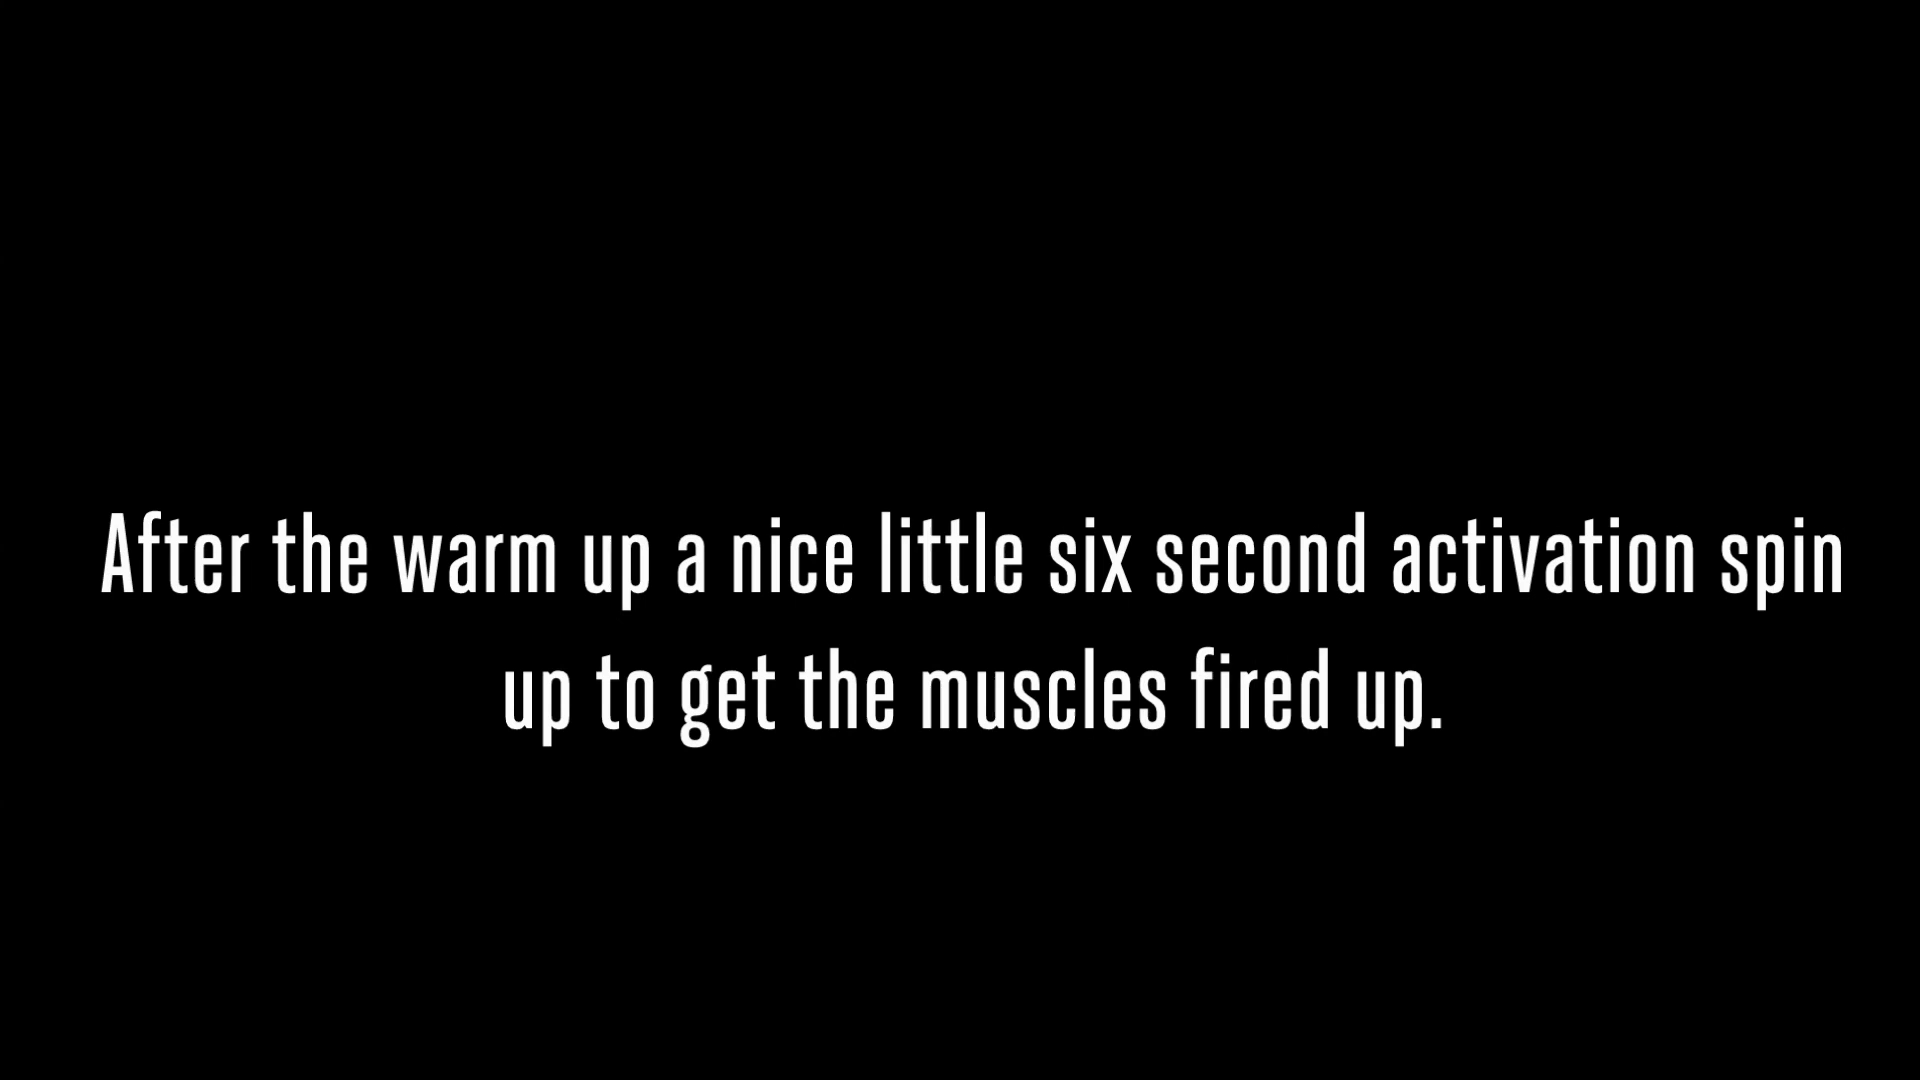 After the warm up a nice little six second activation spin
up to get the muscles fired up.